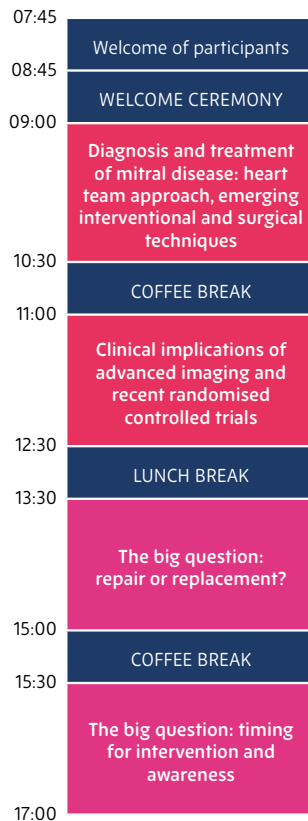 07:45
Welcome of participants
08:45
WELCOME CEREMONY
09:00
Diagnosis and treatment
of mitral disease: heart
team approach, emerging
interventional and surgical
techniques
10:30
COFFEE BREAK
11:00
Clinical implications of
advanced imaging and
recent randomised
controlled trials
12:30
LUNCH BREAK
13:30
The big question:
repair or replacement?
15:00
COFFEE BREAK
15:30
The big question: timing
for intervention and
awareness
17:00